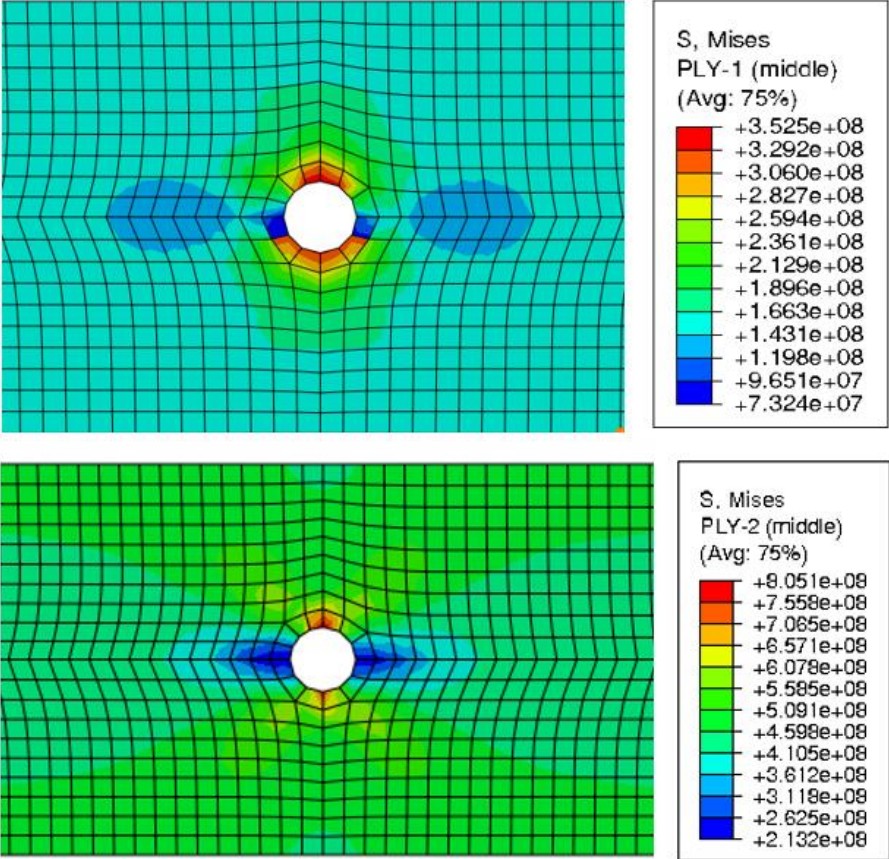 S, Mises
PLY-1 (middle)
(Avg: 75%)
+3.525e+08
+3.292e+08
+3.060e+08
+2.827e+08
+2.594e+08
+2.361e+08
+2.129e+08
+1.896e+08
+1.663e+08
+1.431e+08
+1.198e+08
+9.651e+07
+7.324e+07
S, Mises
PLY-2 (middle)
(Avg: 75%)
+8.051e+08
+7.558e+08
+7.065e+08
+6.571e+08
+6.078e+08
+5.585e+08
+5.091e+08
+4.598e+08
+4.105e+08
+3.612e+08
+3.118e+08
+2.625e+08
+2.132e+08